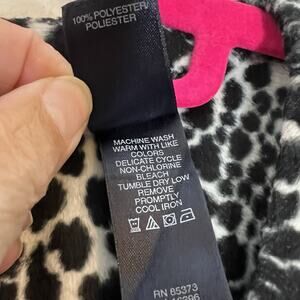 100% POLYESTER/
POLIESTER
MACHINE WASH
WARM WITH LIKE
COLORS
DELICATE CYCLE
NON-CHLORINE
BLEACH
TUMBLE DRY LOW
REMOVE
PROMPTLY
COOL IRON
RN 85373